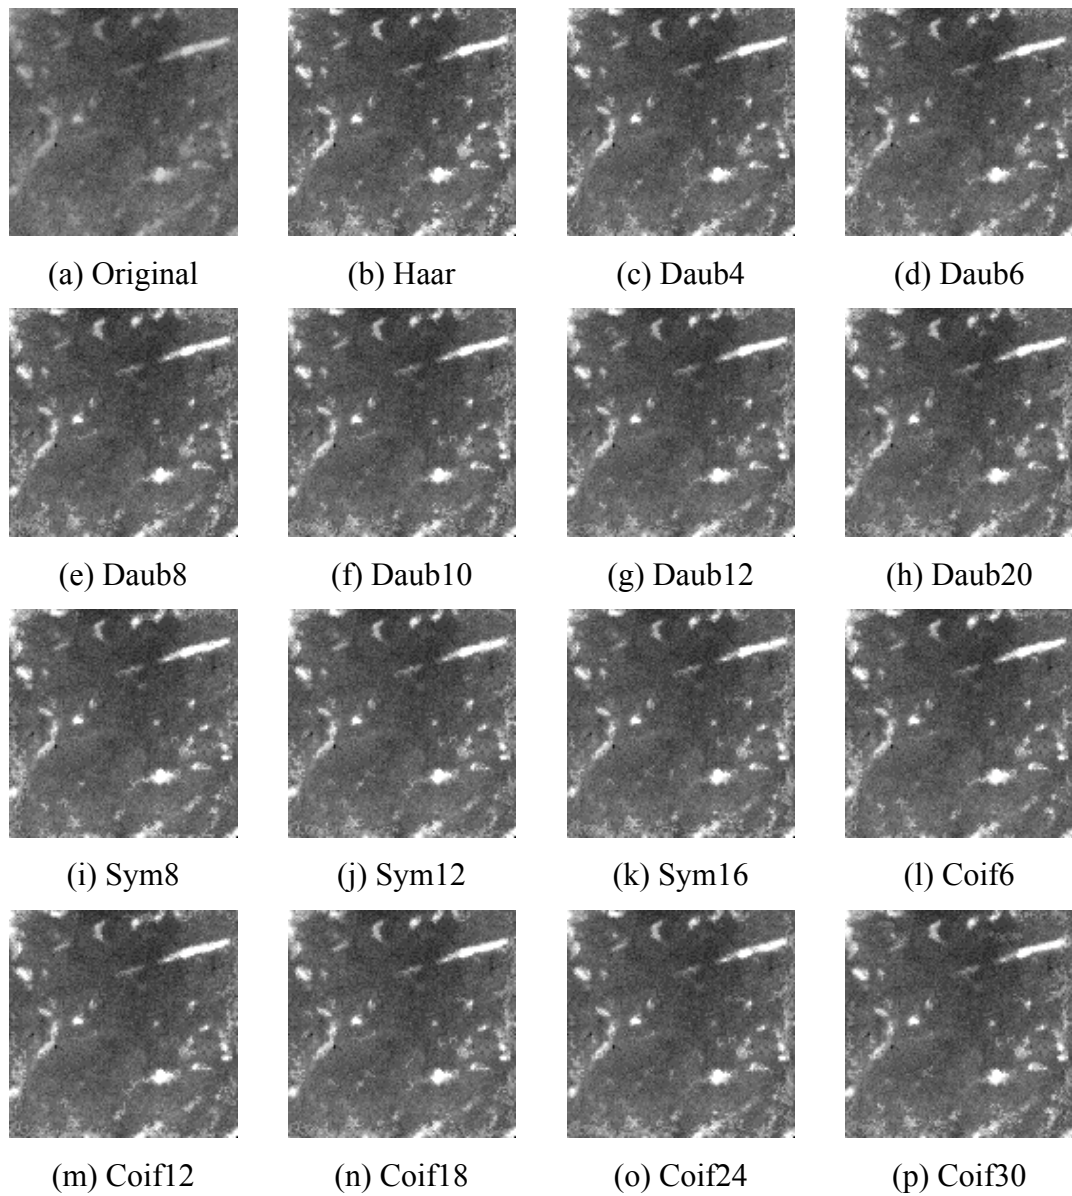 (a) Original (b) Haar (c) Daub4 (d) Daub6
(e) Daub8 (f) Daub10 (g) Daub12 (h) Daub20
(i) Sym8 (j) Sym12 (k) Sym16 (l) Coif6
(m) Coif12 (n) Coif18 (o) Coif24 (p) Coif30